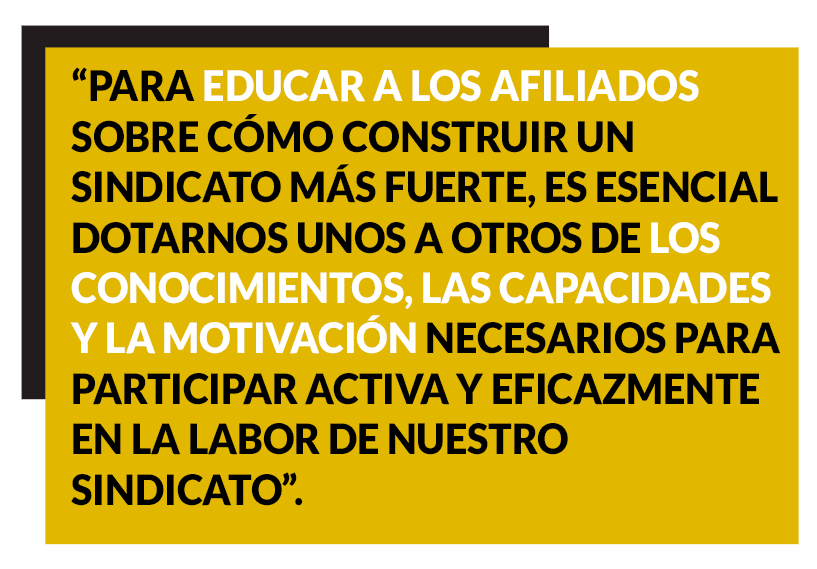 “PARA EDUCAR A LOS AFILIADOS
SOBRE CÓMO CONSTRUIR UN
SINDICATO MÁS FUERTE, ES ESENCIAL
DOTARNOS UNOS A OTROS DE LOS
CONOCIMIENTOS, LAS CAPACIDADES
Y LA MOTIVACIÓN NECESARIOS PARA
PARTICIPAR ACTIVA Y EFICAZMENTE
EN LA LABOR DE NUESTRO
SINDICATO”.